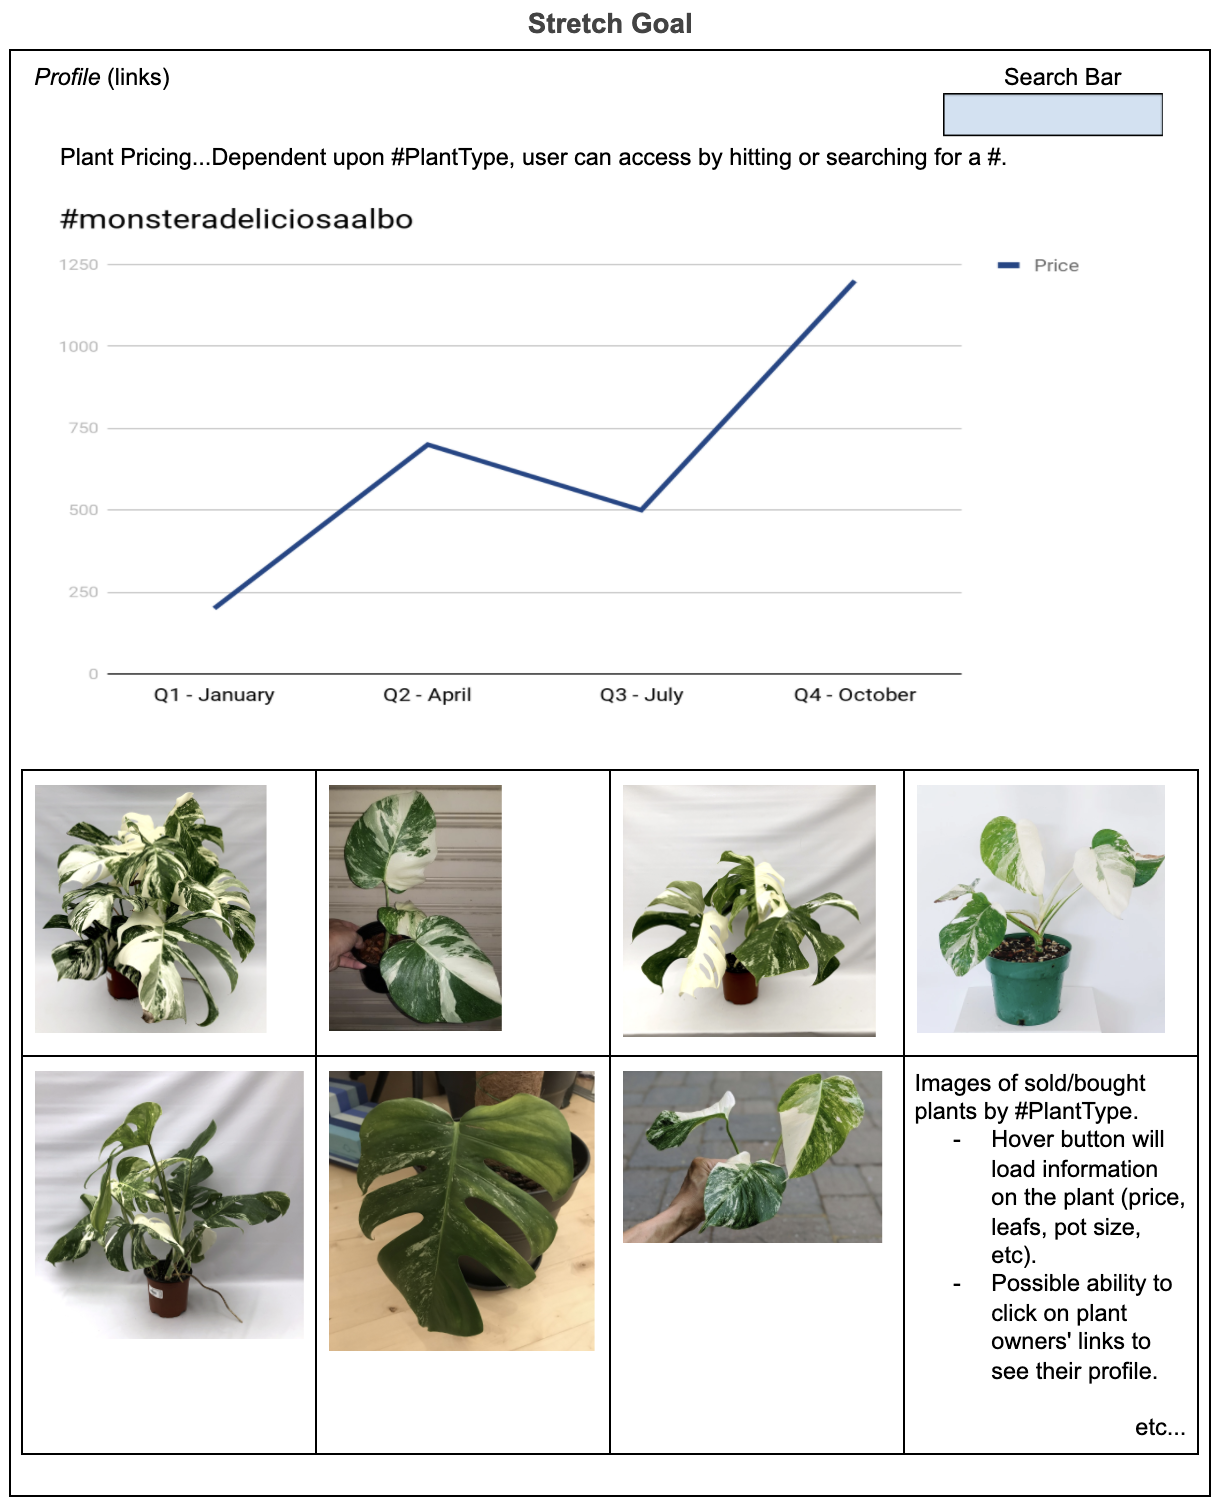 Stretch Goal
Profile (links)
Search Bar
Plant Pricing...Dependent upon #PlantType, user can access by hitting or searching for a #.
#monsteradeliciosaalbo
1250
Price
1000
750
500
250
0
Q1 - January
Q2 - April
Q3 - July
Q4 - October
Images of sold/bought
plants by #PlantType.
- Hover button will
load information
on the plant (price,
leafs, pot size,
etc).
- Possible ability to
click on plant
owners' links to
see their profile.
etc...